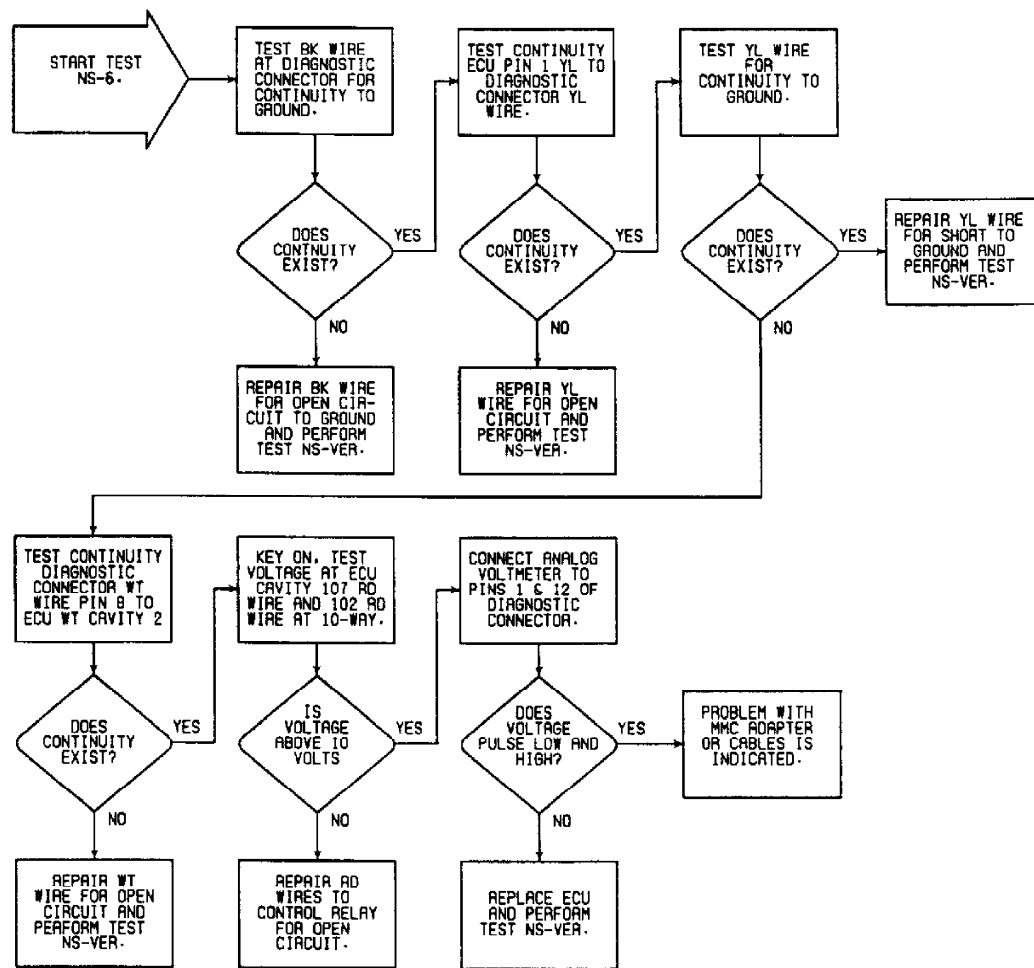 START TEST
NS-6.
TEST BK WIRE
AT DIAGNOSTIC
CONNECTOR FOR
CONTINUITY TO
GROUND.
TEST CONTINUITY
ECU PIN 1 YL TO
DIAGNOSTIC
CONNECTOR YL
WIRE.
TEST YL WIRE
FOR
CONTINUITY TO
GROUND.
DOES
CONTNUITY
EXIST?
YES
DOES
CONTINUITY
EXIST?
YES
DOES
CONTINUITY
EXIST?
YES
REPAIR YL WIRE
FOR SHORT TO
GROUND AND
PERFORM TEST
NS-VER.
NO
NO
NO
REPAIR BK WIRE
FOR OPEN CIR-
CUIT TO GROUND
AND PERFORM
TEST NS-VER.
REPAIR YL
WIRE FOR OPEN
CIRCUIT AND
PERFORM TEST
NS-VER.
TEST CONTINUITY
DIAGNOSTIC
CONNECTOR WT
WIRE PIN 8 TO
ECU WT CAVITY 2
KEY ON, TEST
VOLTAGE AT ECU
CAVITY 107 RD
WIRE AND 102 RD
WIRE AT 10-WAY.
CONNECT ANALOG
VOLTMETER TO
PINS 1 & 12 OF
DIAGNOSTIC
CONNECTOR.
DOES
CONTINUITY
EXIST?
YES
IS
VOLTAGE
ABOVE 10
VOLTS
YES
DOES
VOLTAGE
PULSE LOW AND
HIGH?
YES
PROBLEM WITH
MMC ADAPTER
OR CABLES IS
INDICATED.
NO
NO
NO
REPAIR WT
WIRE FOR OPEN
CIRCUIT AND
PERFORM TEST
NS-VER.
REPAIR RD
WIRES TO
CONTROL RELAY
FOR OPEN
CIRCUIT.
REPLACE ECU
AND PERFORM
TEST NS-VER.